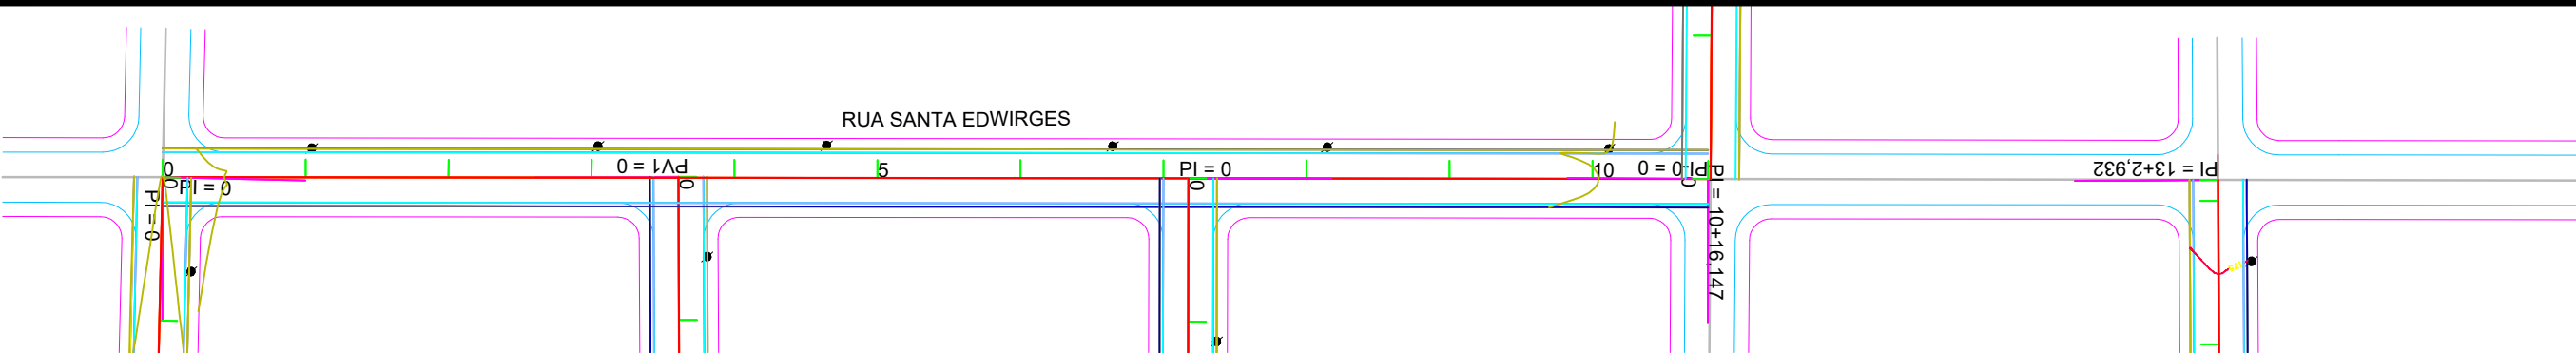 RUA SANTA EDWIRGES
0
PV1 = 0
5
PI = 0
10
PI = 0
PI = 13+2,932
0
PI = 0
0
0
0
PI = 0
PI = 10+16,147